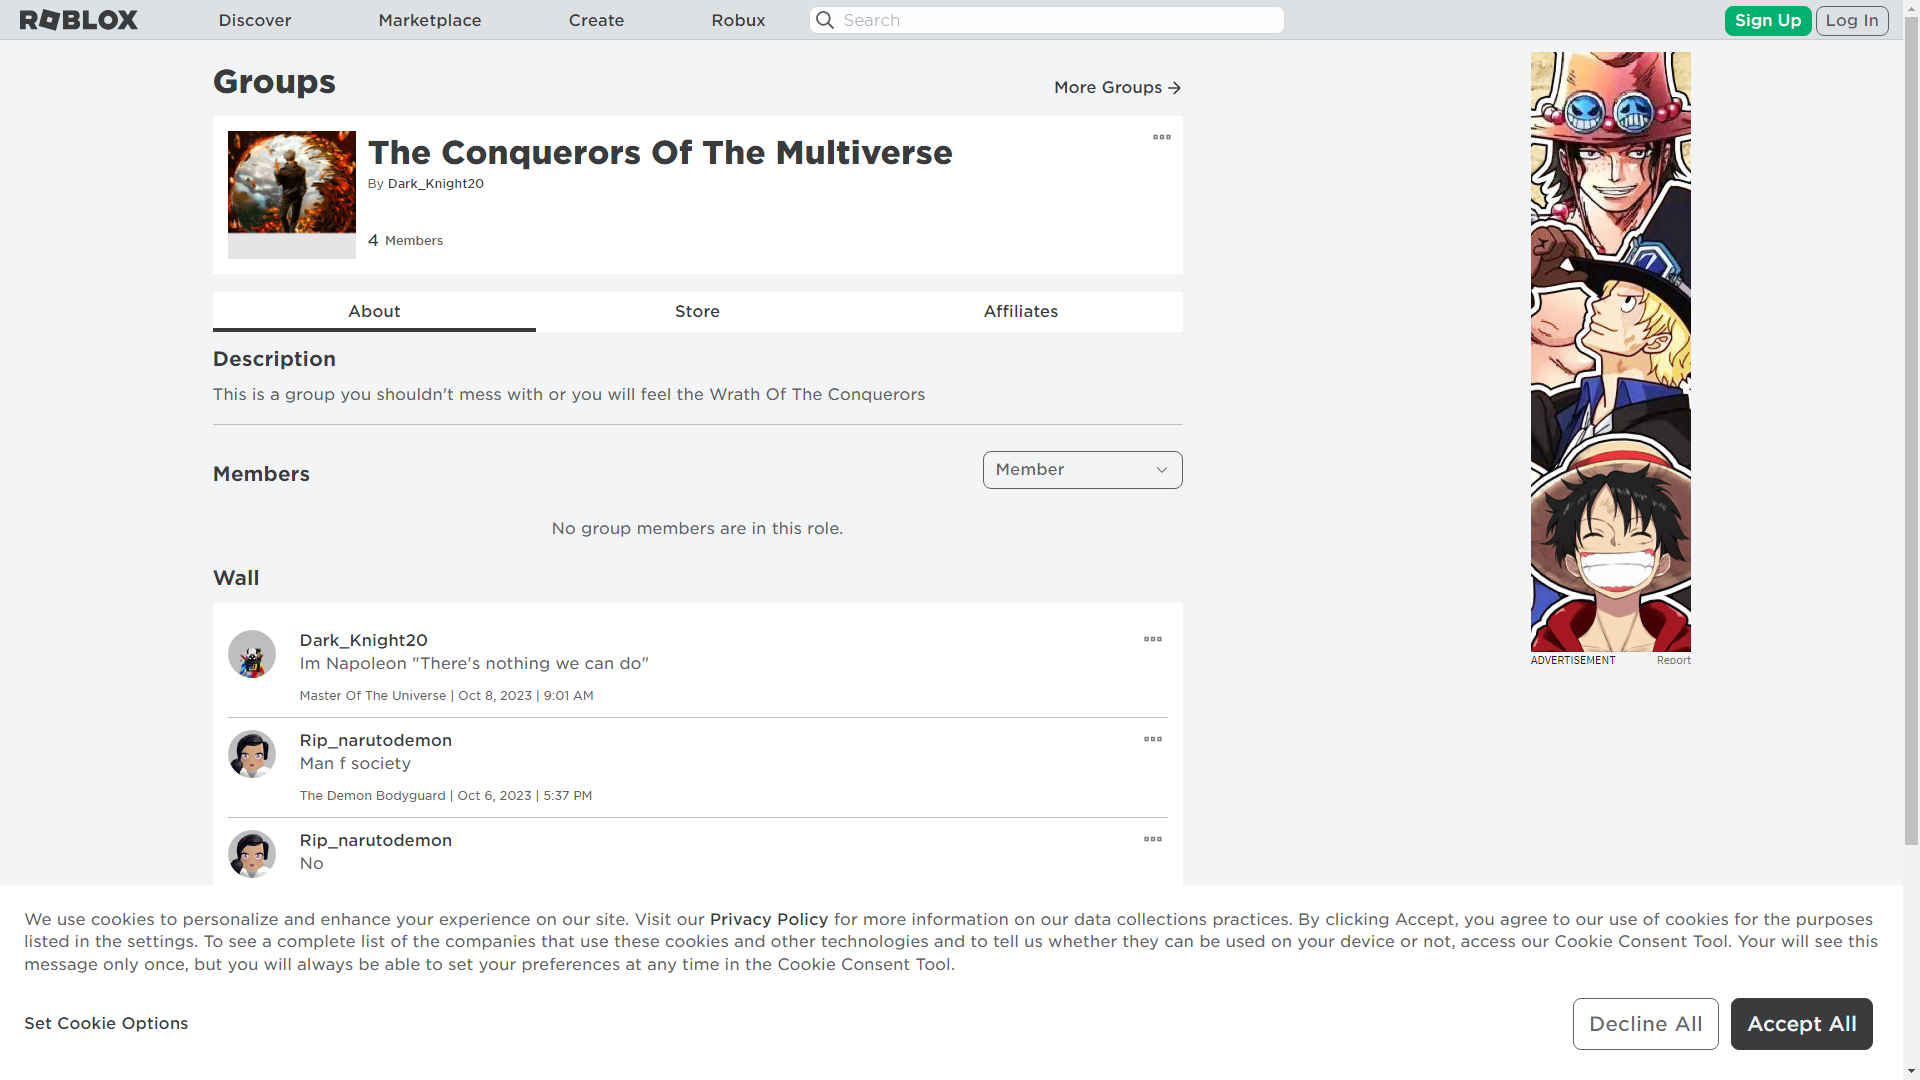 ROBLOX Discover Marketplace Create Robux Search Sign Up Log In
Groups
More Groups
The Conquerors Of The Multiverse
By Dark_Knight20
4 Members
About Store Affiliates
Description
This is a group you shouldn't mess with or you will feel the Wrath Of The Conquerors
Members
Member
No group members are in this role.
Wall
Dark_Knight20
Im Napoleon "There's nothing we can do"
Master Of The Universe | Oct 8, 2023 | 9:01 AM
Rip_narutodemon
Man f society
The Demon Bodyguard | Oct 6, 2023 | 5:37 PM
Rip_narutodemon
No
ADVERTISEMENT Report
We use cookies to personalize and enhance your experience on our site. Visit our Privacy Policy for more information on our data collections practices. By clicking Accept, you agree to our use of cookies for the purposes
listed in the settings. To see a complete list of the companies that use these cookies and other technologies and to tell us whether they can be used on your device or not, access our Cookie Consent Tool. Your will see this
message only once, but you will always be able to set your preferences at any time in the Cookie Consent Tool.
Set Cookie Options
Decline All
Accept All